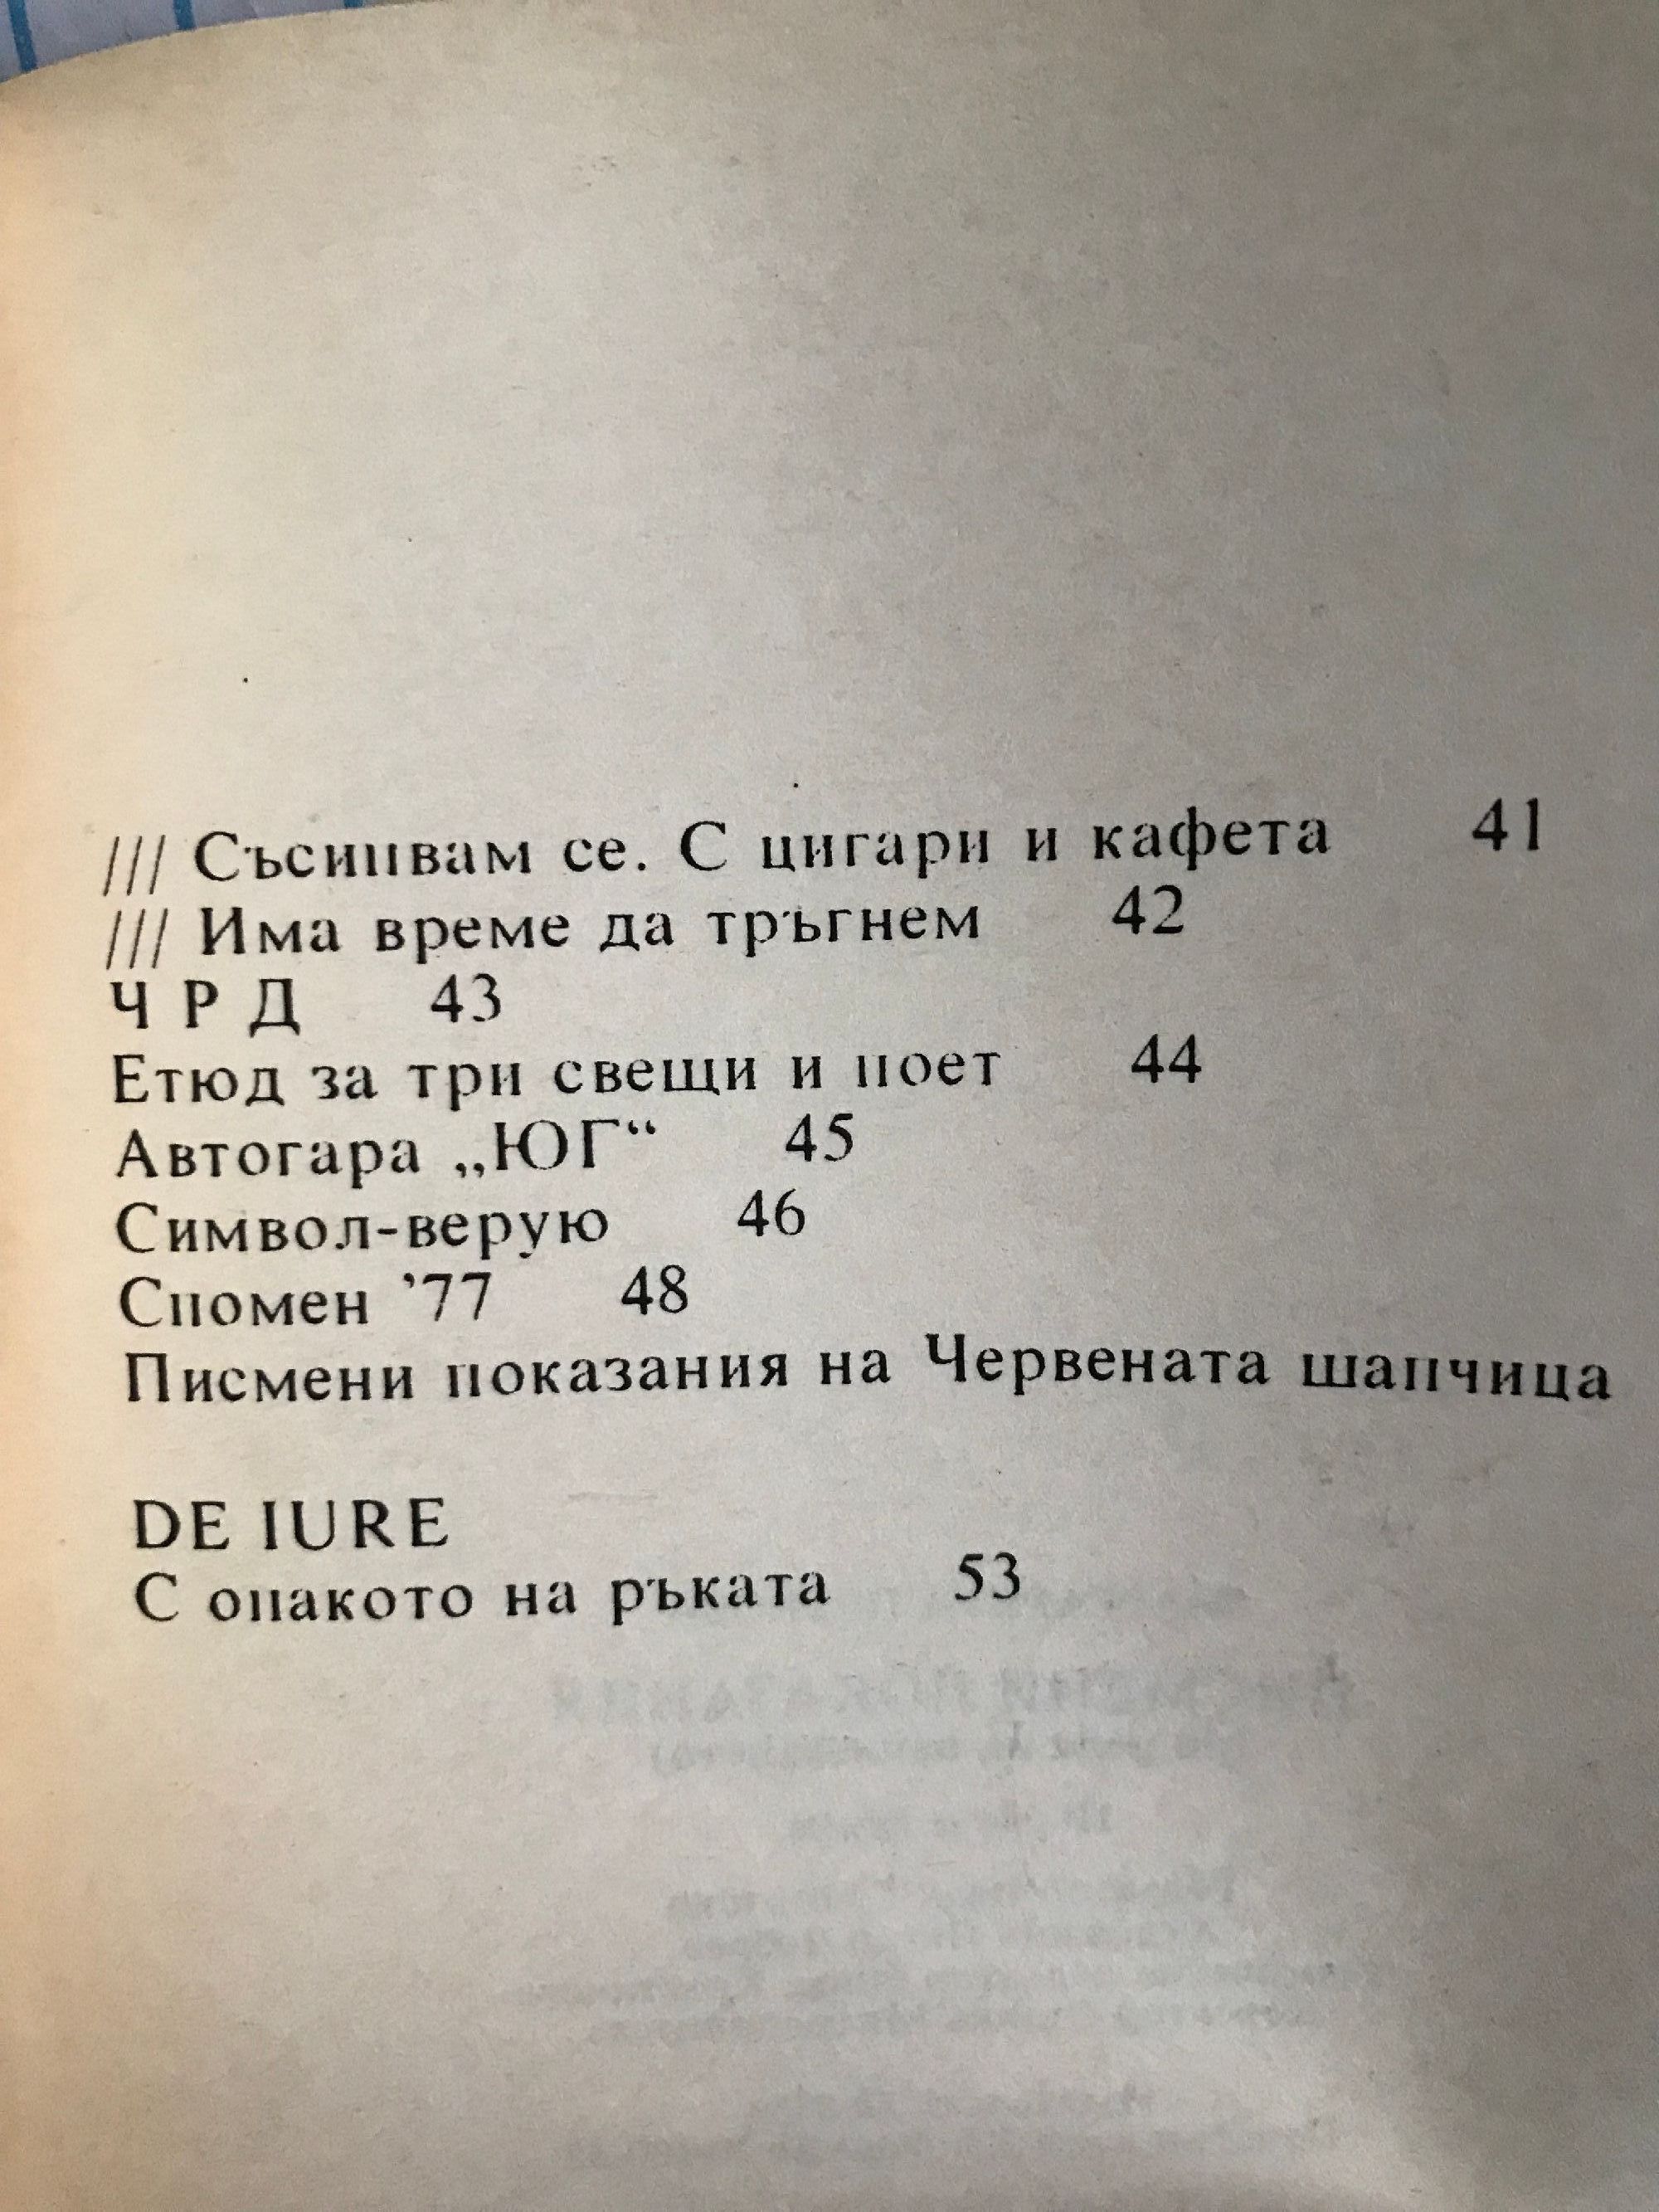 /// Съсипвам се. С цигари и кафета 41
/// Има време да тръгнем 42
Ч Р Д 43
Етюд за три свещи и поет 44
Автогара „ЮГ“ 45
Символ-верую 46
Спомен ’77 48
Писмени показания на Червената шапчица
DE IURE
С опакото на ръката 53